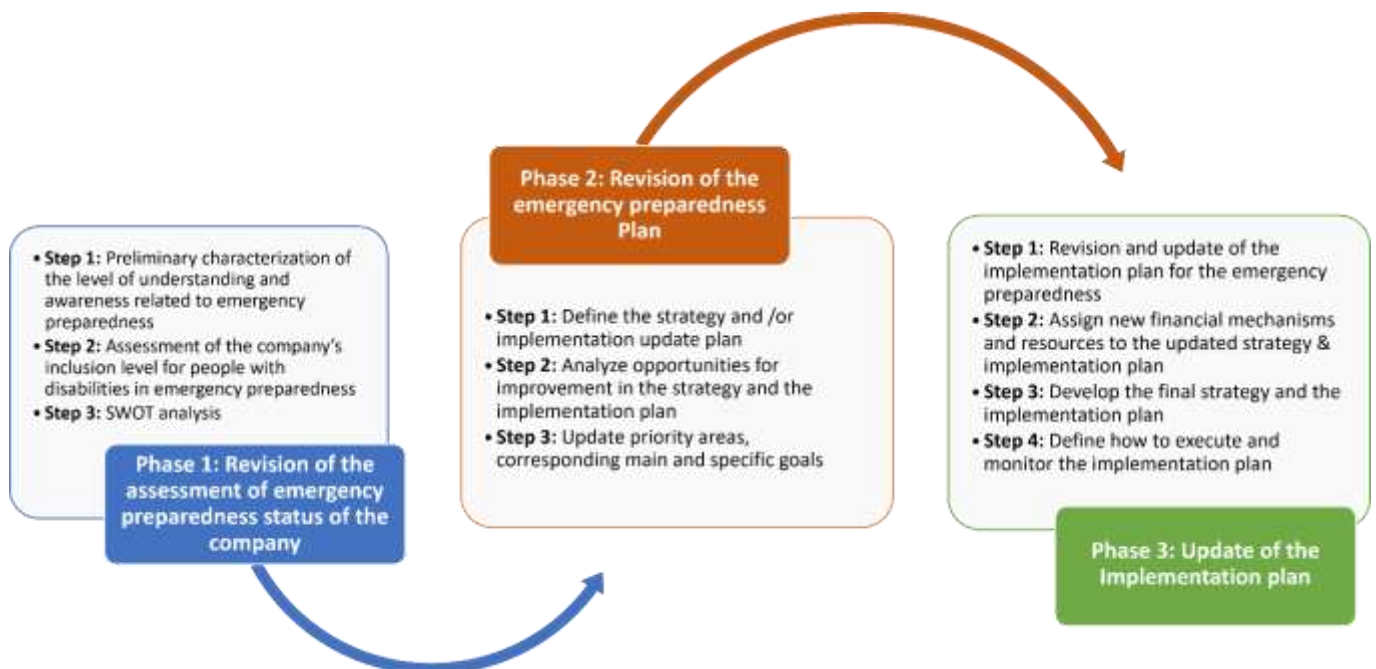 • Step 1: Preliminary characterization of
the level of understanding and
awareness related to emergency
preparedness
• Step 2: Assessment of the company's
inclusion level for people with
disabilities in emergency preparedness
• Step 3: SWOT analysis
Phase 1: Revision of the
assessment of emergency
preparedness status of the
company
Phase 2: Revision of the
emergency preparedness
Plan
• Step 1: Define the strategy and /or
implementation update plan
• Step 2: Analyze opportunities for
improvement in the strategy and the
implementation plan
• Step 3: Update priority areas,
corresponding main and specific goals
• Step 1: Revision and update of the
implementation plan for the emergency
preparedness
• Step 2: Assign new financial mechanisms
and resources to the updated strategy &
implementation plan
• Step 3: Develop the final strategy and the
implementation plan
• Step 4: Define how to execute and
monitor the implementation plan
Phase 3: Update of the
Implementation plan